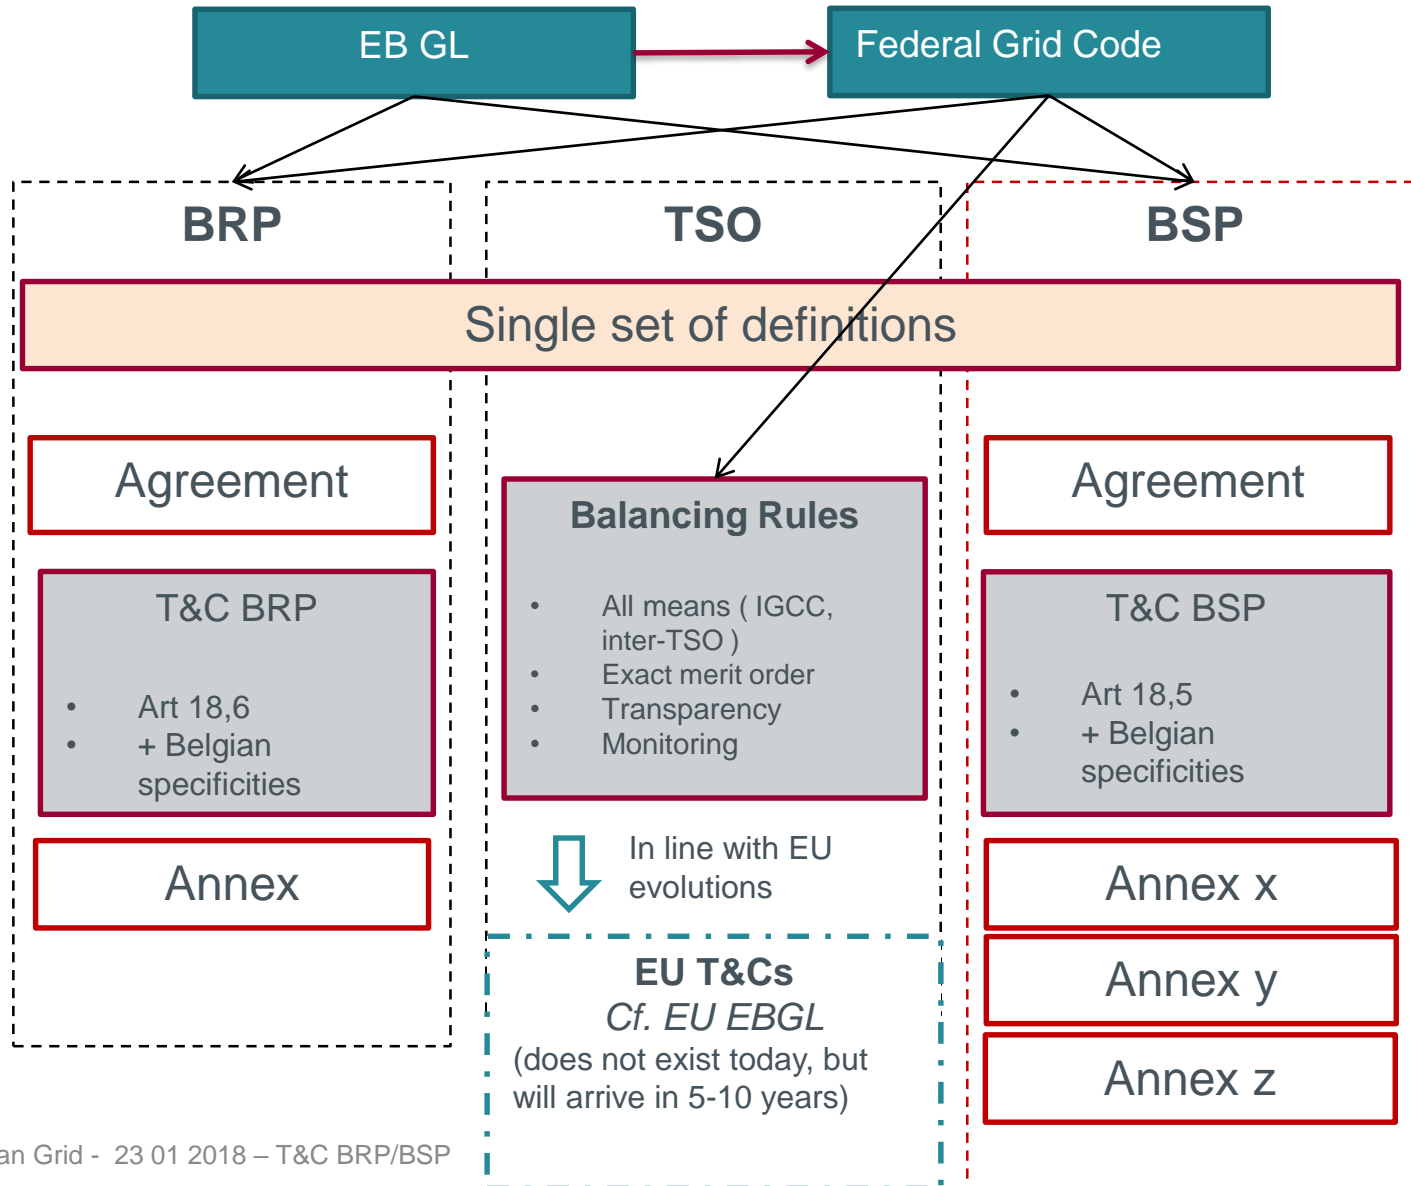 EB GL
Federal Grid Code
BRP
TSO
BSP
Single set of definitions
Agreement
T&C BRP
• Art 18,6
• + Belgian
specificities
Annex
Balancing Rules
• All means ( IGCC,
inter-TSO )
• Exact merit order
• Transparency
• Monitoring
In line with EU
evolutions
EU T&Cs
Cf. EU EBGL
(does not exist today, but
will arrive in 5-10 years)
Agreement
T&C BSP
• Art 18,5
• + Belgian
specificities
Annex x
Annex y
Annex z
an Grid - 23 01 2018 – T&C BRP/BSP